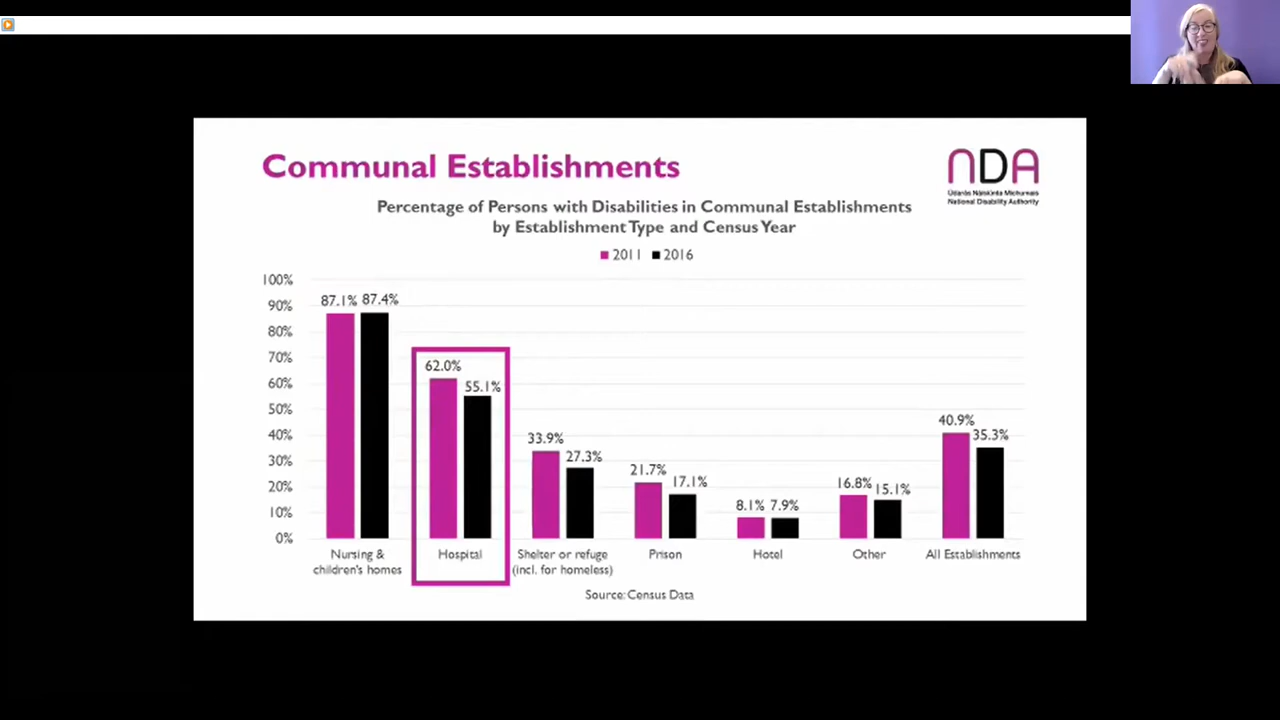 Communal Establishments
NDA
Údarás Náisiúnta Míchumais
National Disability Authority
Percentage of Persons with Disabilities in Communal Establishments
by Establishment Type and Census Year
2011 2016
100%
90%
80%
70%
60%
50%
40%
30%
20%
10%
0%
87.1% 87.4%
62.0%
55.1%
33.9%
27.3%
21.7%
17.1%
8.1% 7.9%
16.8%
15.1%
40.9%
35.3%
Nursing &
children's homes
Hospital
Shelter or refuge
(incl. for homeless)
Prison
Hotel
Other
All Establishments
Source: Census Data